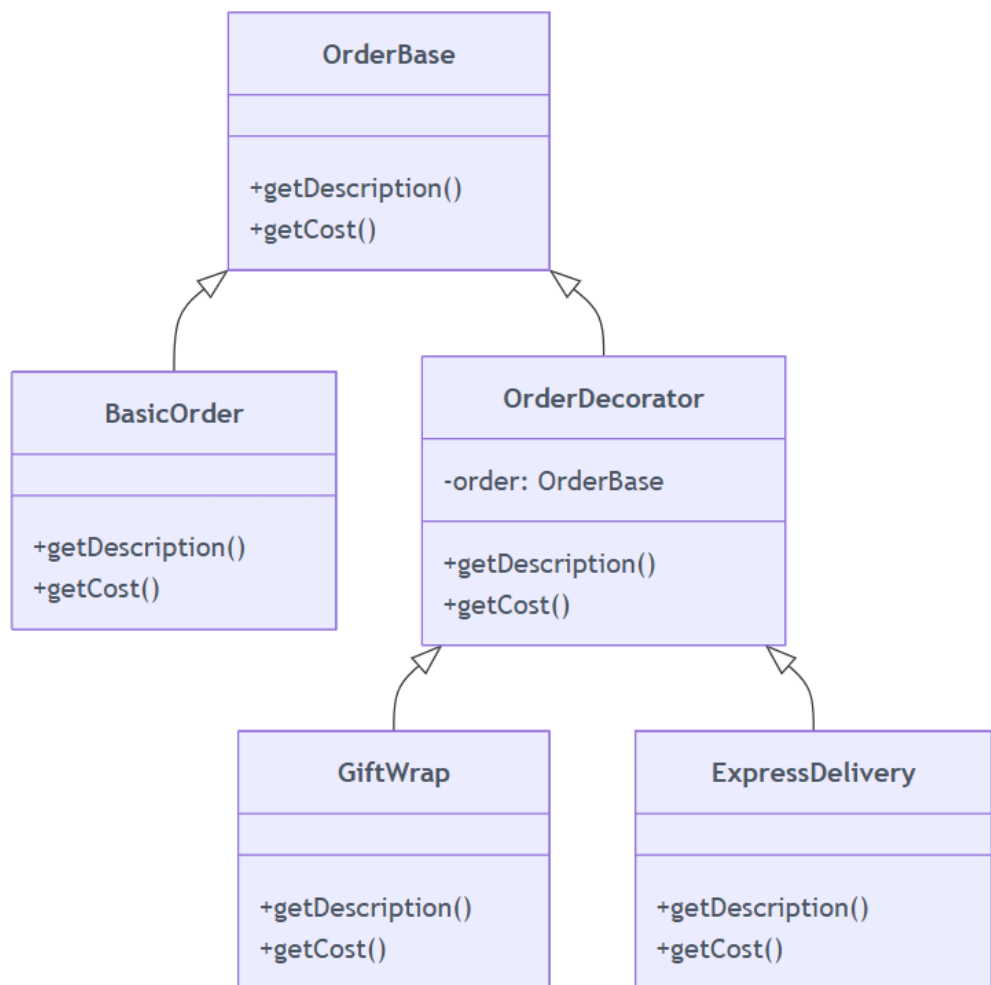 OrderBase
+getDescription()
+getCost()
BasicOrder
+getDescription()
+getCost()
OrderDecorator
-order: OrderBase
+getDescription()
+getCost()
GiftWrap
+getDescription()
+getCost()
ExpressDelivery
+getDescription()
+getCost()